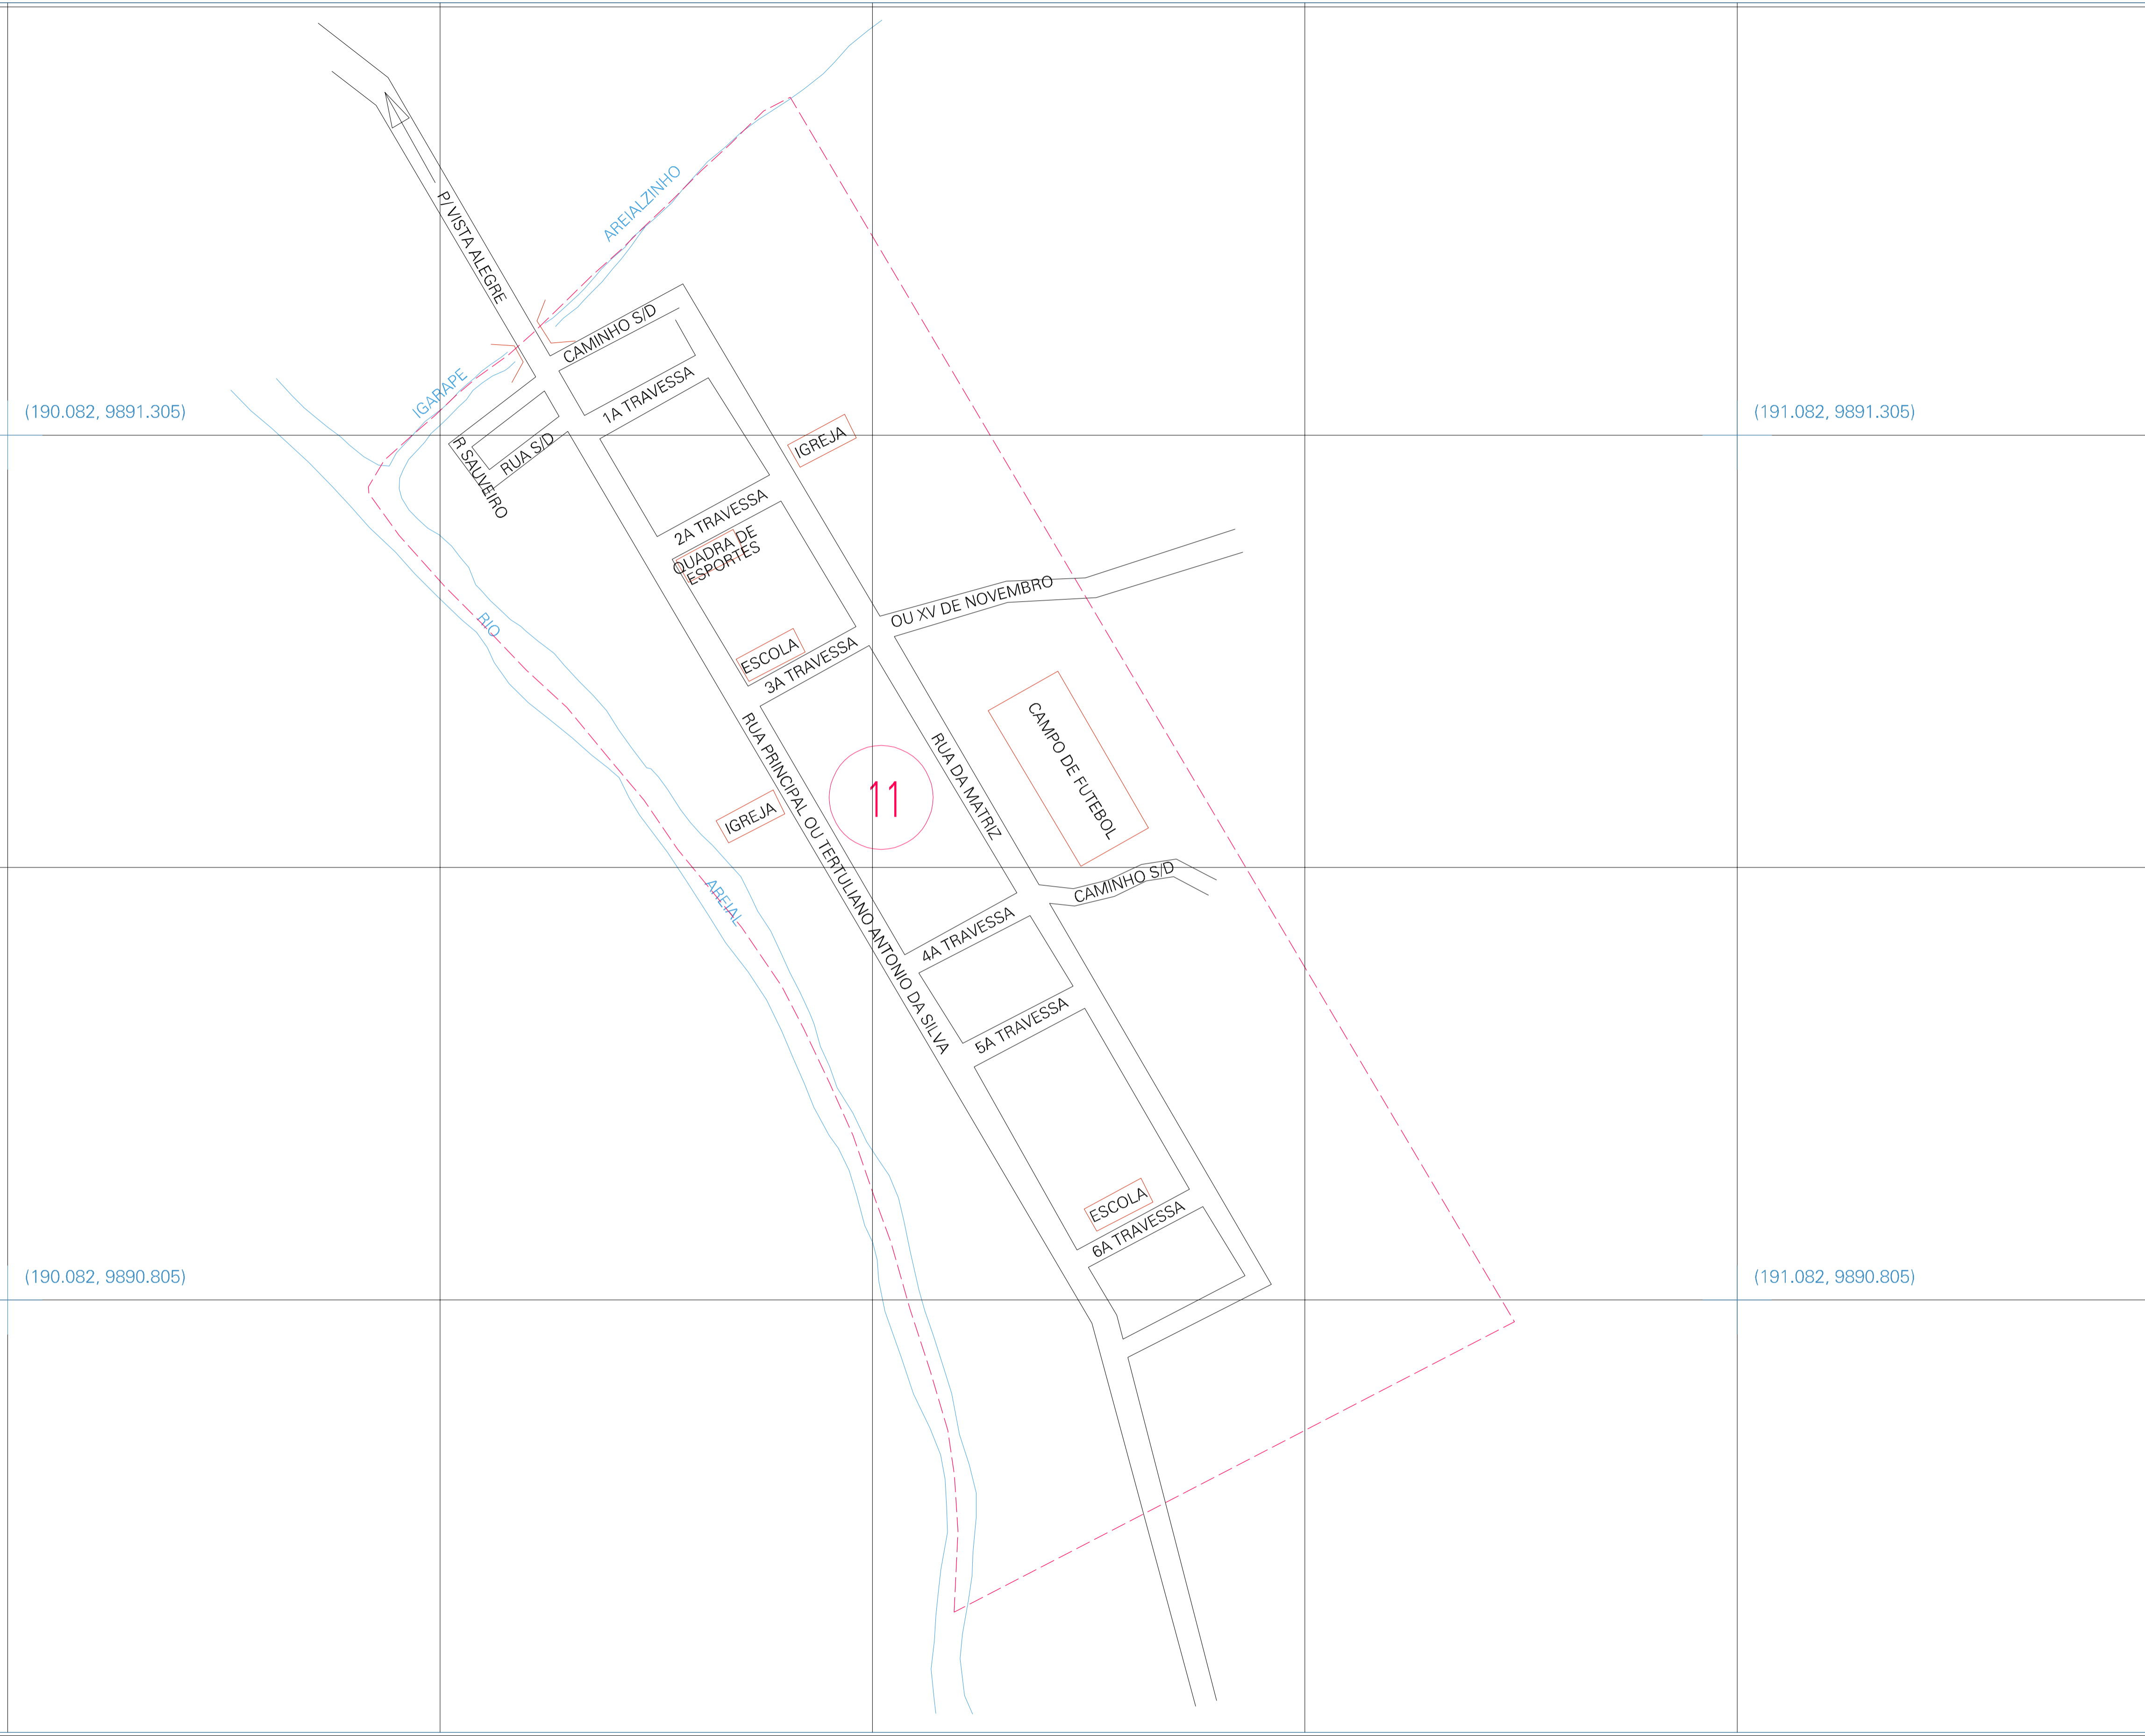 P/ VISTA ALEGRE
AREIALZINHO
CAMINHO S/D
IGARAPE
1A TRAVESSA
(190.082, 9891.305)
(191.082, 9891.305)
IGREJA
RUA S/D
R SAUVEIRO
2A TRAVESSA
QUADRA DE
ESPORTES
OU XV DE NOVEMBRO
RIO
ESCOLA
3A TRAVESSA
CAMPO DE FUTEBOL
RUA DA MATRIZ
11
RUA PRINCIPAL OU TERTULIANO ANTONIO DA SILVA
IGREJA
CAMINHO S/D
AREIAL
4A TRAVESSA
5A TRAVESSA
ESCOLA
6A TRAVESSA
(190.082, 9890.805)
(191.082, 9890.805)